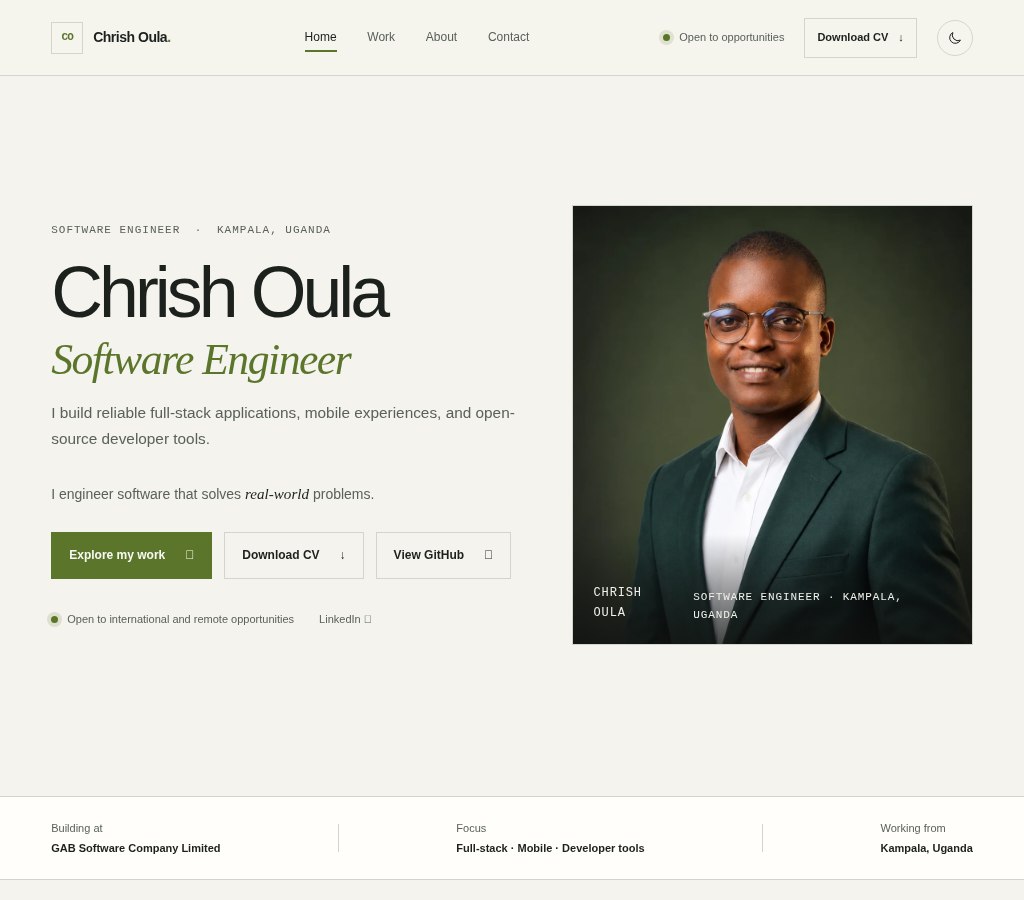 co
Chrish Oula.
Home
Work
About
Contact
Open to opportunities
Download CV ↓
SOFTWARE ENGINEER · KAMPALA, UGANDA
Chrish Oula
Software Engineer
I build reliable full-stack applications, mobile experiences, and open-
source developer tools.
I engineer software that solves real-world problems.
Explore my work
Download CV ↓
View GitHub
Open to international and remote opportunities
LinkedIn
CHRISH
OULA
SOFTWARE ENGINEER · KAMPALA,
UGANDA
Building at
GAB Software Company Limited
Focus
Full-stack · Mobile · Developer tools
Working from
Kampala, Uganda